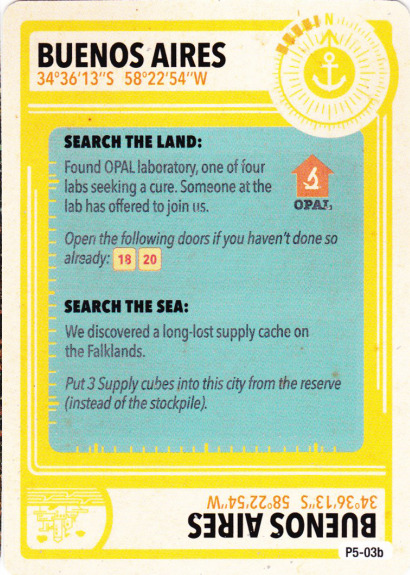 BUENOS AIRES
34°36'13"S 58°22'54"W
SEARCH THE LAND:
Found OPAL laboratory, one of four
labs seeking a cure. Someone at the
lab has offered to join us.
OPAL
Open the following doors if you haven't done so
already: 18 20
SEARCH THE SEA:
We discovered a long-lost supply cache on
the Falklands.
Put 3 Supply cubes into this city from the reserve
(instead of the stockpile).
34°36'13"S 58°22'54"W
BUENOS AIRES
P5-03b